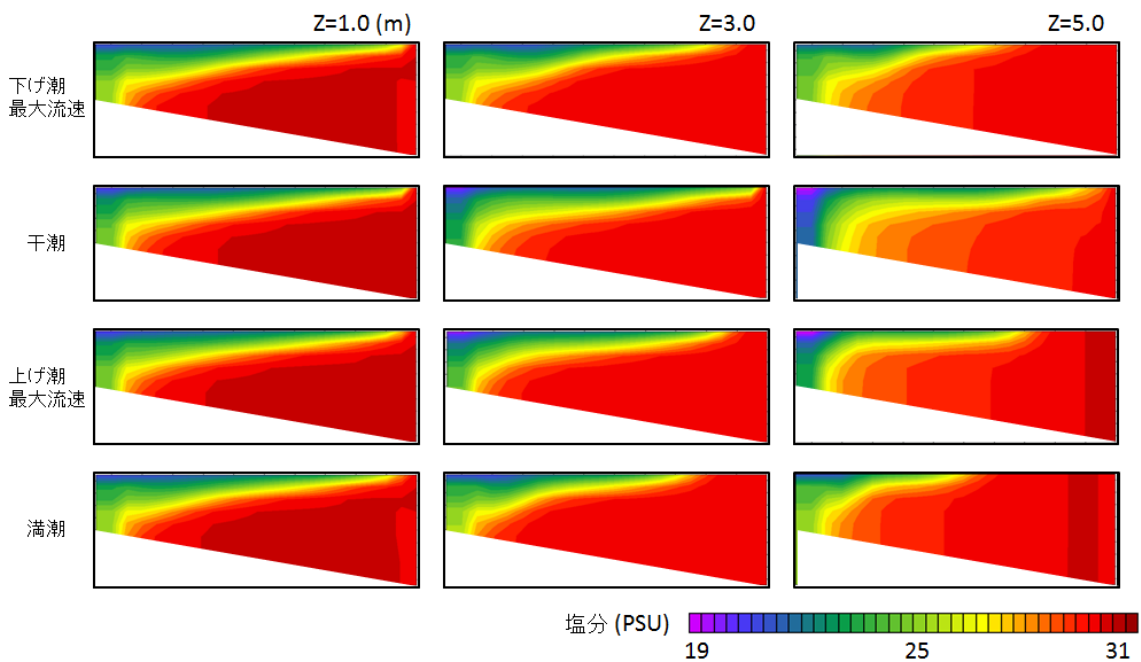 Z=1.0 (m)
Z=3.0
Z=5.0
下げ潮
最大流速
干潮
上げ潮
最大流速
満潮
塩分 (PSU)
19
25
31